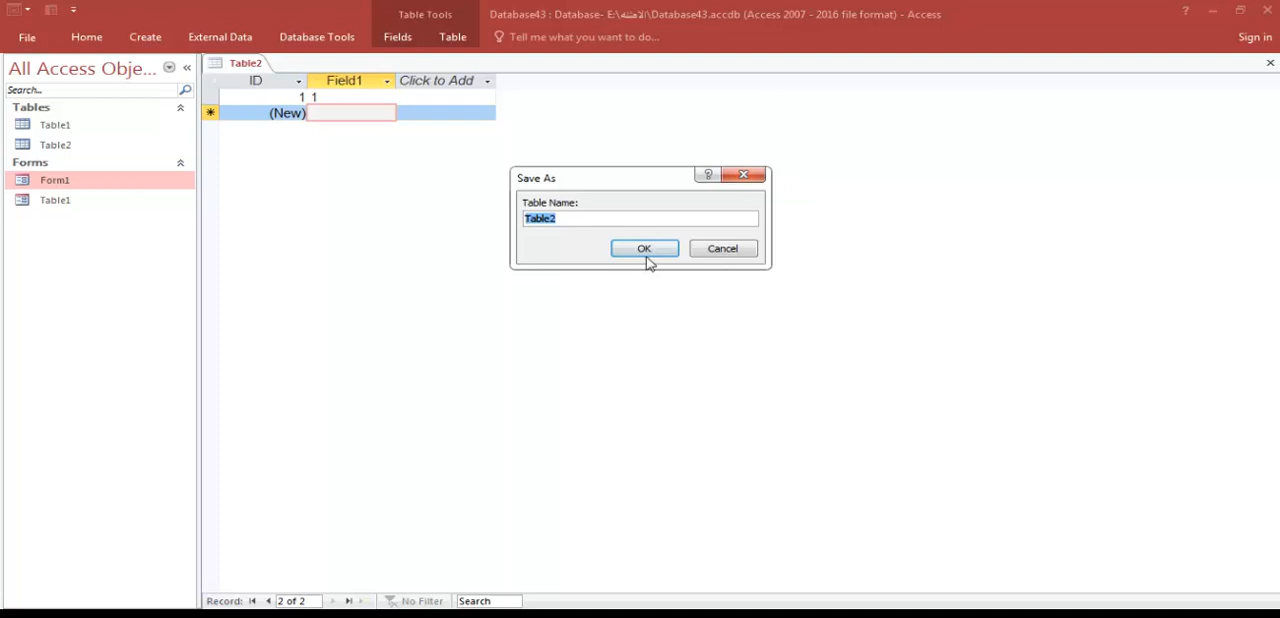 Table Tools
Database43 : Database- E:\الامثله\Database43.accdb (Access 2007 - 2016 file format) - Access
?
File
Home
Create
External Data
Database Tools
Fields
Table
Tell me what you want to do...
Sign in
All Access Obje...
Search...
Tables
Table1
Table2
Forms
Form1
Table1
Table2
ID
Field1
Click to Add
1
1
(New)
Save As
?
Table Name:
Table2
OK
Cancel
Record:
2 of 2
No Filter
Search